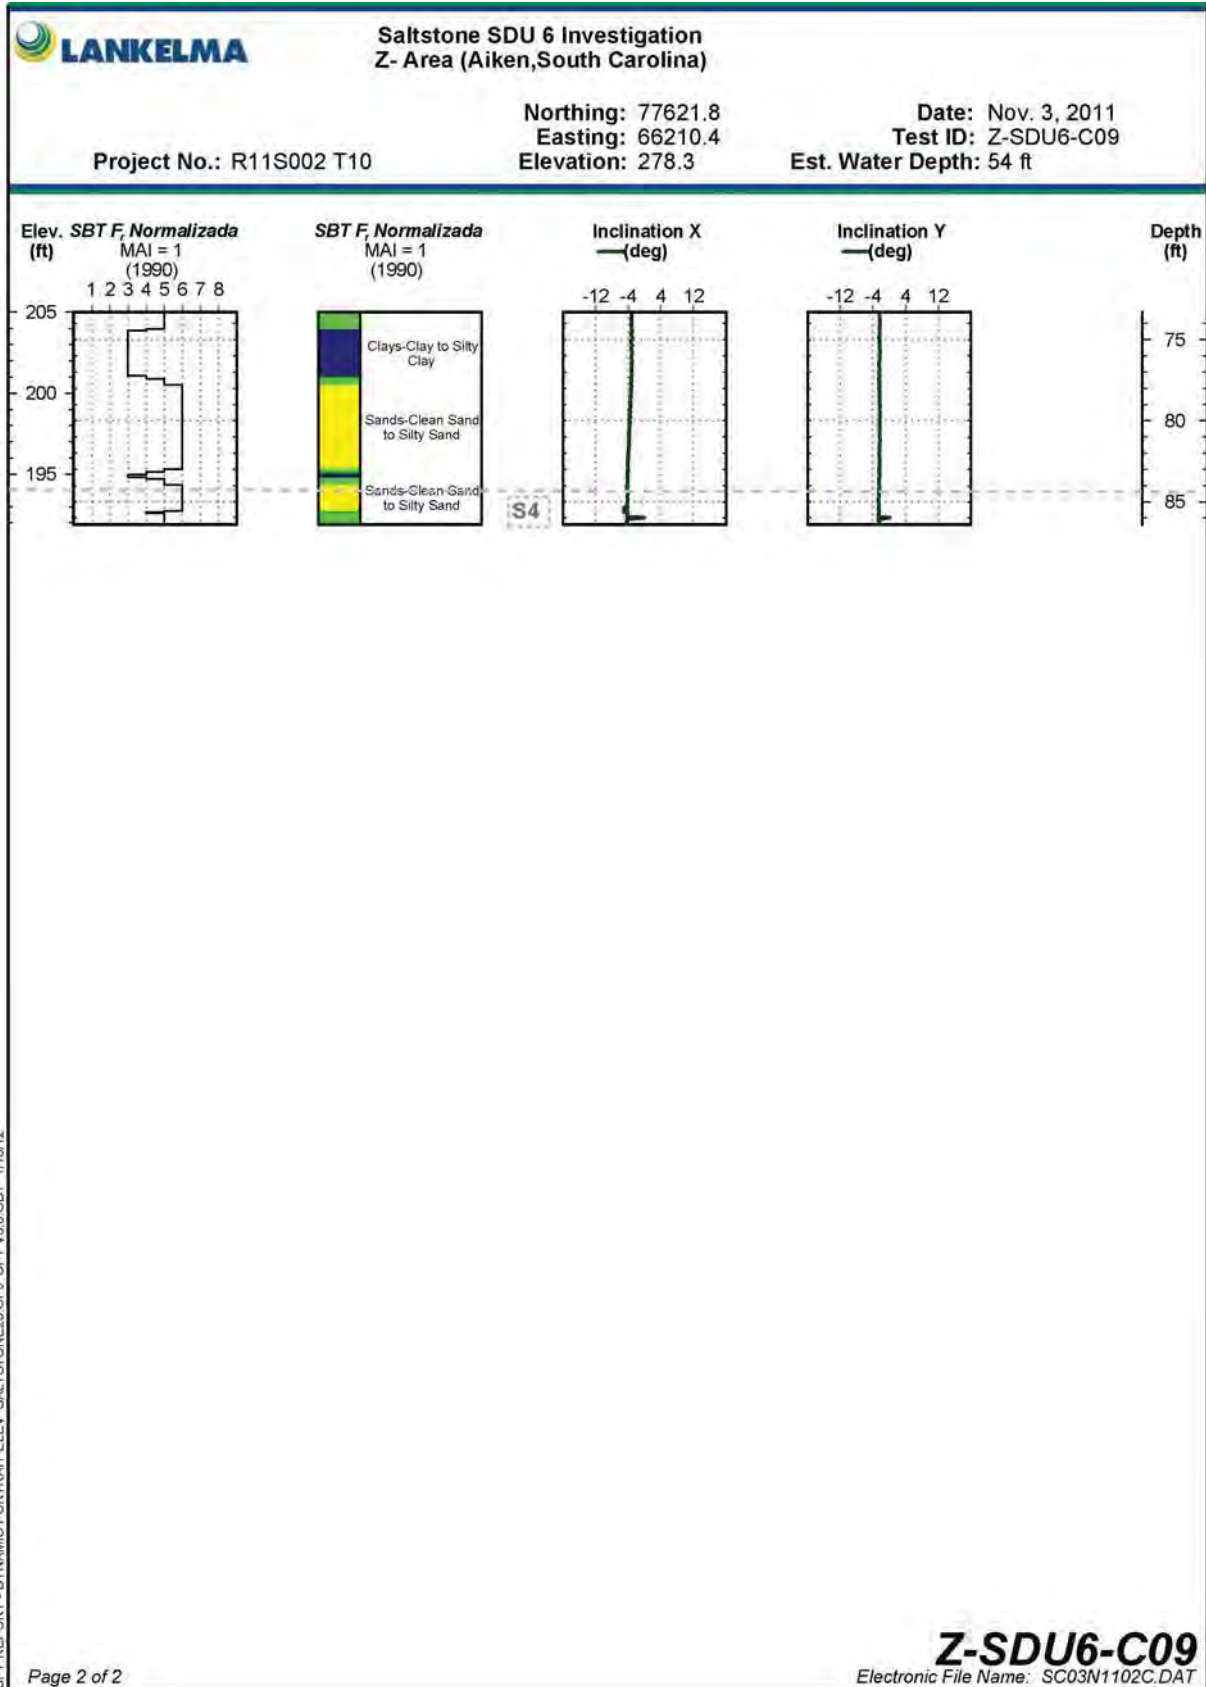 LANKELMA
Saltstone SDU 6 Investigation
Z- Area (Aiken,South Carolina)
Northing: 77621.8
Easting: 66210.4
Elevation: 278.3
Date: Nov. 3, 2011
Test ID: Z-SDU6-C09
Est. Water Depth: 54 ft
Project No.: R11S002 T10
Elev.
(ft)
SBT F, Normalizada
MAI = 1
(1990)
1 2 3 4 5 6 7 8
SBT F, Normalizada
MAI = 1
(1990)
Inclination X
(deg)
-12 -4 4 12
Inclination Y
(deg)
-12 -4 4 12
Depth
(ft)
205
200
195
Clays-Clay to Silty
Clay
Sands-Clean Sand
to Silty Sand
Sands-Clean Sand
to Silty Sand
S4
75
80
85
Z-SDU6-C09
Page 2 of 2
Electronic File Name: SC03N1102C.DAT